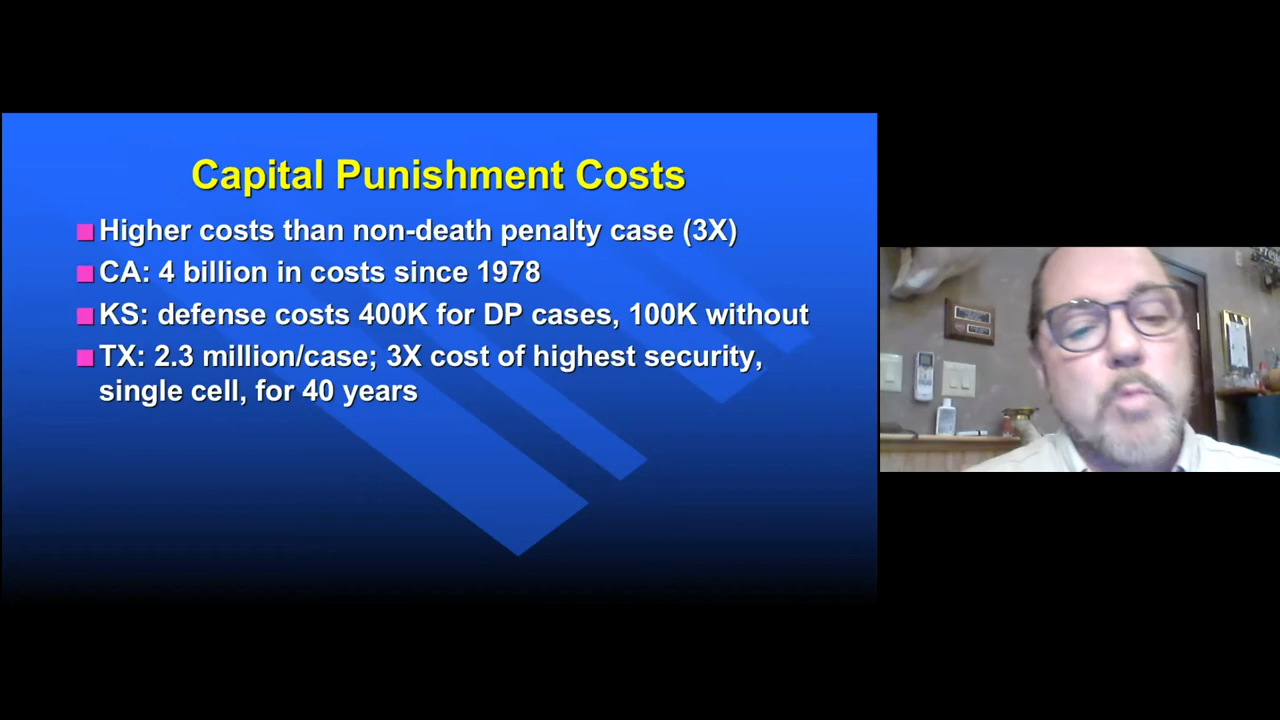 Capital Punishment Costs
Higher costs than non-death penalty case (3X)
CA: 4 billion in costs since 1978
KS: defense costs 400K for DP cases, 100K without
TX: 2.3 million/case; 3X cost of highest security,
single cell, for 40 years